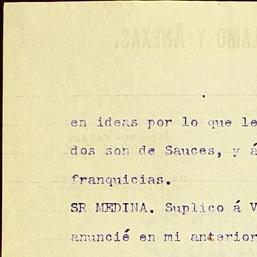 en ideas por lo que le
dos son de Sauces, y á
franquicias.
SR MEDINA. Suplico á V
anuncié en mi anterior